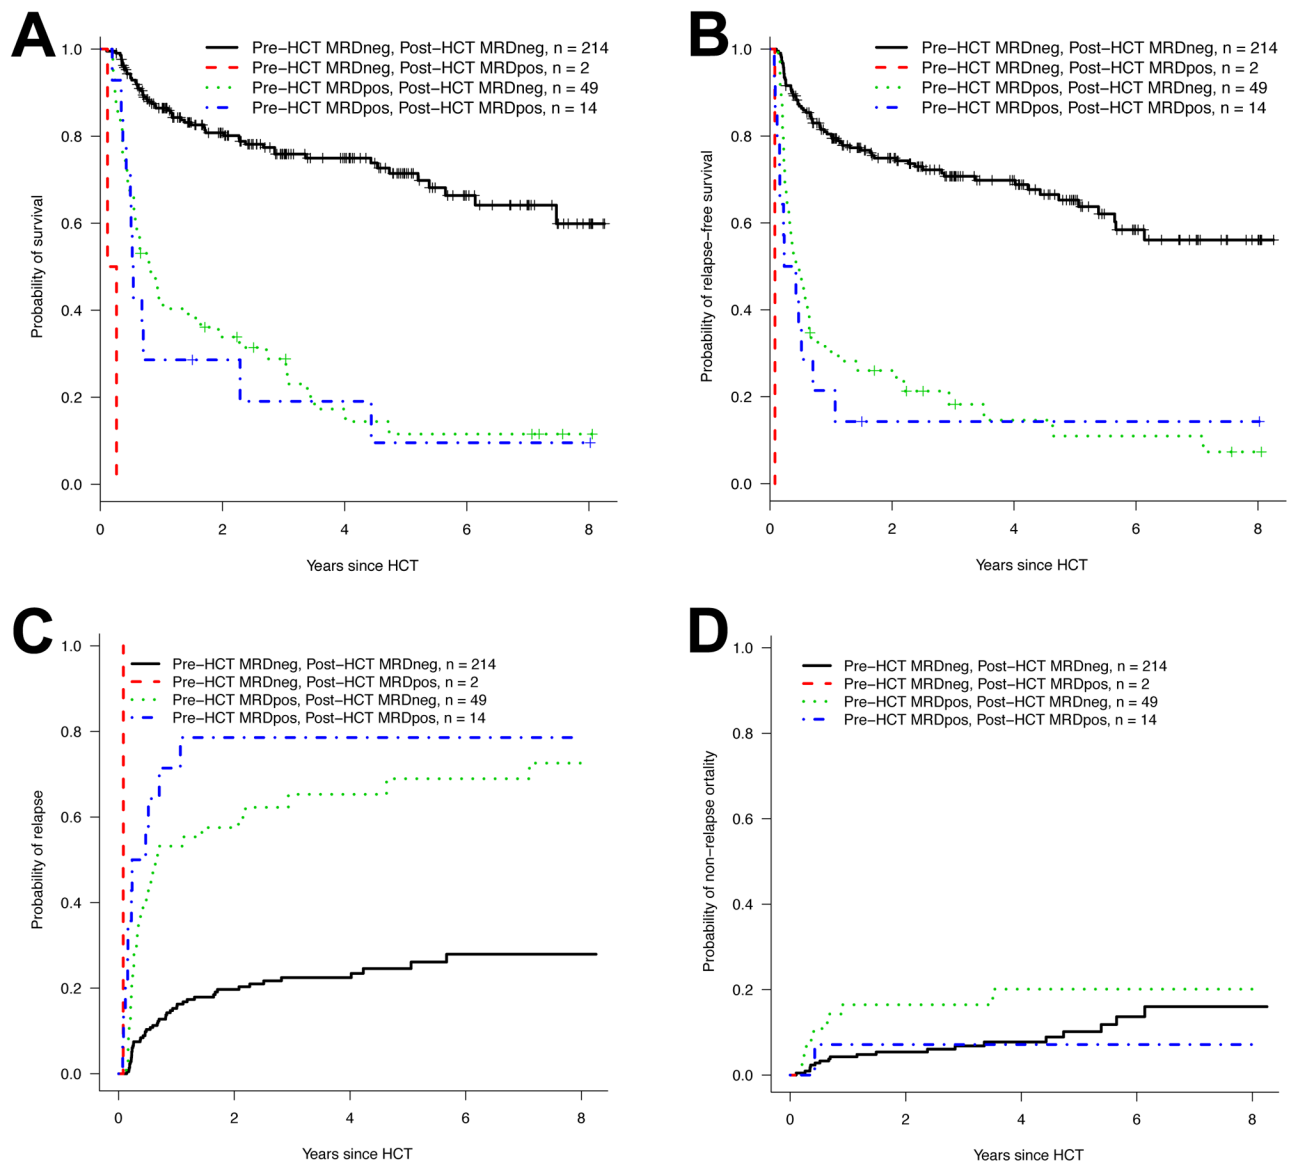 A
Pre-HCT MRDneg, Post-HCT MRDneg, n = 214
Pre-HCT MRDneg, Post-HCT MRDpos, n = 2
Pre-HCT MRDpos, Post-HCT MRDneg, n = 49
Pre-HCT MRDpos, Post-HCT MRDpos, n = 14
Probability of survival
1.0
0.8
0.6
0.4
0.2
0.0
0 2 4 6 8
Years since HCT
B
Pre-HCT MRDneg, Post-HCT MRDneg, n = 214
Pre-HCT MRDneg, Post-HCT MRDpos, n = 2
Pre-HCT MRDpos, Post-HCT MRDneg, n = 49
Pre-HCT MRDpos, Post-HCT MRDpos, n = 14
Probability of relapse-free survival
1.0
0.8
0.6
0.4
0.2
0.0
0 2 4 6 8
Years since HCT
C
Pre-HCT MRDneg, Post-HCT MRDneg, n = 214
Pre-HCT MRDneg, Post-HCT MRDpos, n = 2
Pre-HCT MRDpos, Post-HCT MRDneg, n = 49
Pre-HCT MRDpos, Post-HCT MRDpos, n = 14
Probability of relapse
1.0
0.8
0.6
0.4
0.2
0.0
0 2 4 6 8
Years since HCT
D
Pre-HCT MRDneg, Post-HCT MRDneg, n = 214
Pre-HCT MRDneg, Post-HCT MRDpos, n = 2
Pre-HCT MRDpos, Post-HCT MRDneg, n = 49
Pre-HCT MRDpos, Post-HCT MRDpos, n = 14
Probability of non-relapse ortality
1.0
0.8
0.6
0.4
0.2
0.0
0 2 4 6 8
Years since HCT